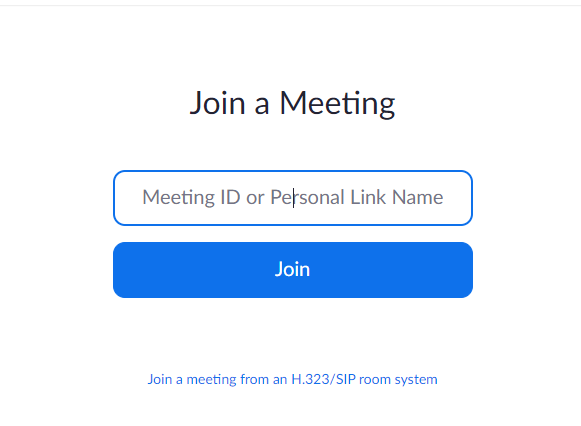 Join a Meeting
Meeting ID or Personal Link Name
Join
Join a meeting from an H.323/SIP room system